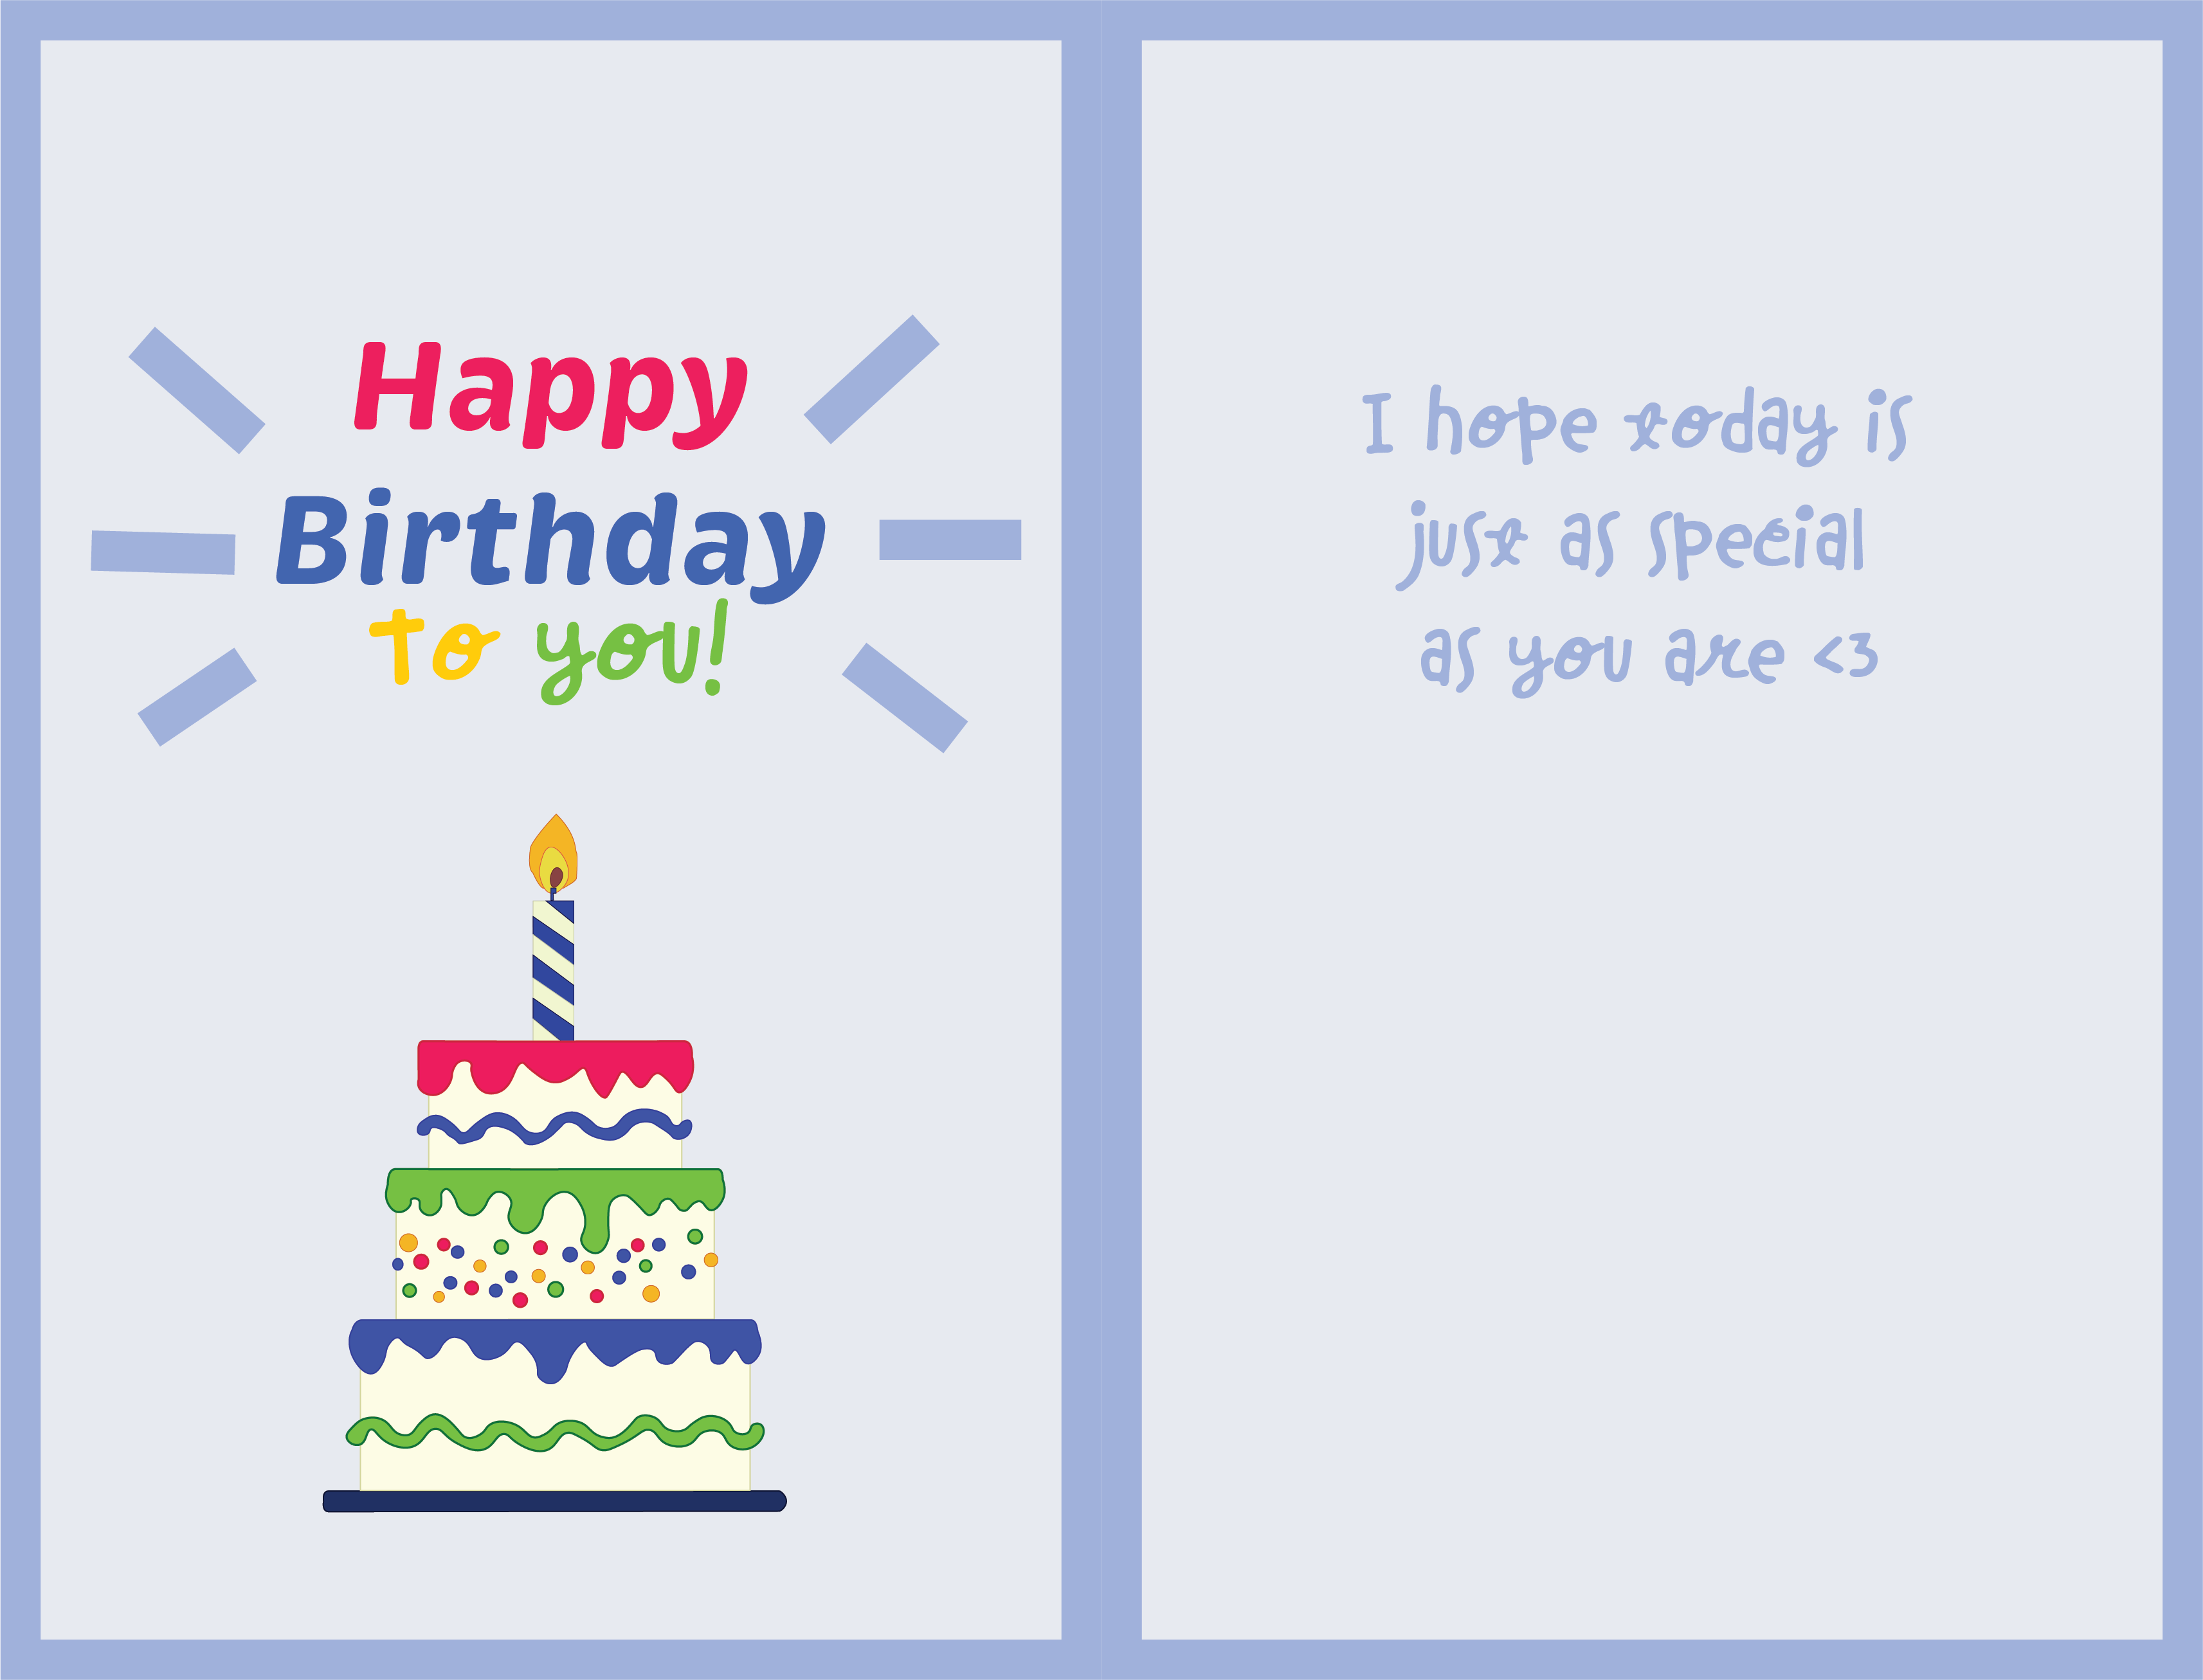 Happy
Birthday
to you!
I hope today is
just as special
as you are <3